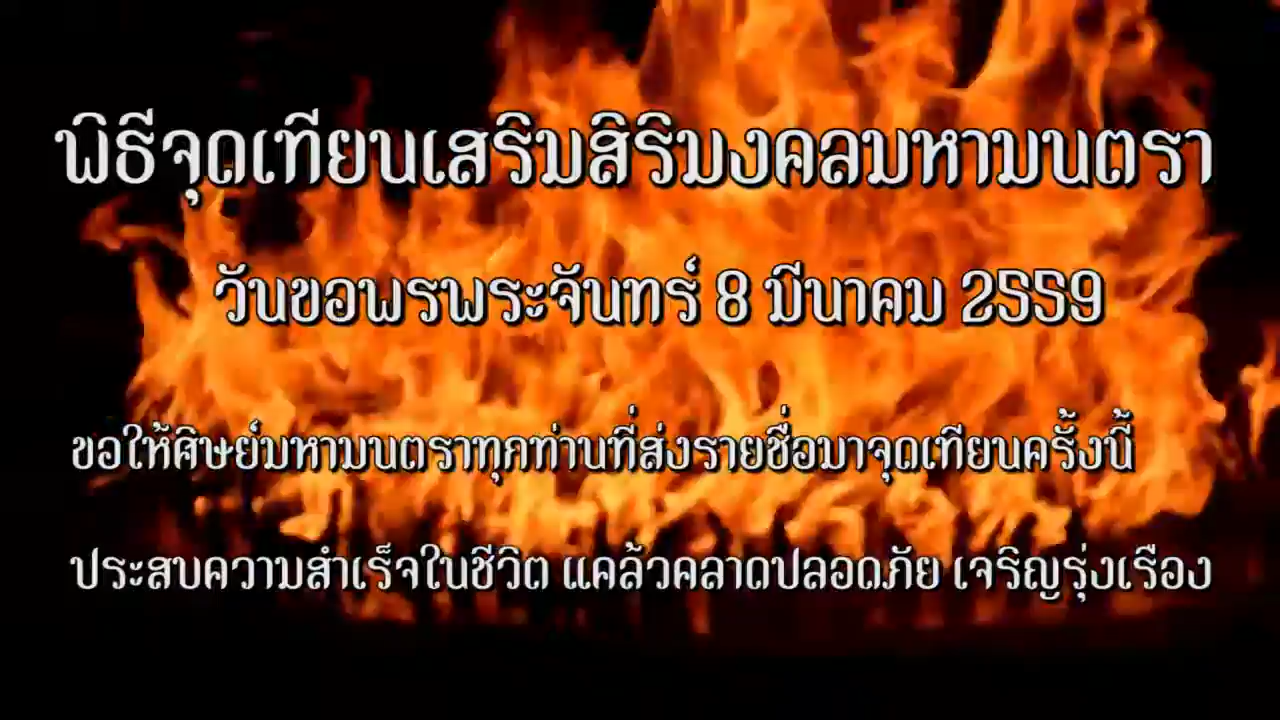 พิธีจุดเทียนเสริมสิริมงคลมหามนตรา
วันขอพรพระจันทร์ 8 มีนาคม 2559
ขอให้ศิษย์มหามนตราทุกท่านที่ส่งรายชื่อมาจุดเทียนครั้งนี้
ประสบความสำเร็จในชีวิต แคล้วคลาดปลอดภัย เจริญรุ่งเรือง